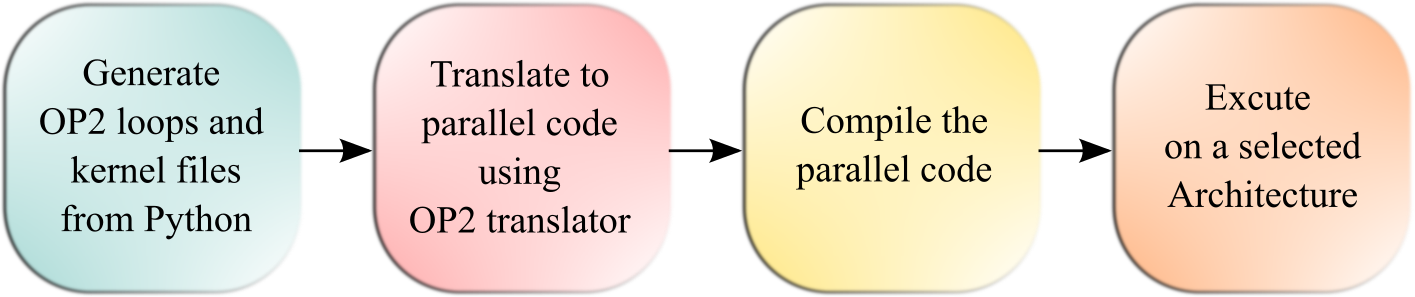 Generate
OP2 loops and
kernel files
from Python
Translate to
parallel code
using
OP2 translator
Compile the
parallel code
Excute
on a selected
Architecture